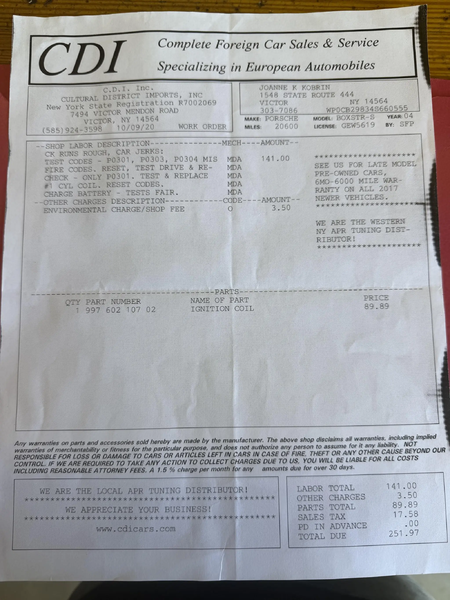 CDI
Complete Foreign Car Sales & Service
Specializing in European Automobiles
C.D.I. Inc.
CULTURAL DISTRICT IMPORTS, INC
New York State Registration R7002069
7494 VICTOR MENDON ROAD
VICTOR, NY 14564
(585)924-3598 10/09/20 WORK ORDER
JOANNE K KOBRIN
1548 STATE ROUTE 444
VICTOR NY 14564
303-7086 WP0CB29834S660555
MAKE: PORSCHE MODEL: BOXSTR-S YEAR: 04
MILES: 20600 LICENSE: GEW5619 BY: SFP
--SHOP LABOR DESCRIPTION-----------MECH---AMOUNT--
CK RUNS ROUGH, CAR JERKS:
TEST CODES - P0301, P0303, P0304 MIS MDA 141.00
FIRE CODES. RESET, TEST DRIVE & RE- MDA
CHECK - ONLY P0301, TEST & REPLACE MDA
#1 CYL COIL. RESET CODES. MDA
CHARGE BATTERY - TESTS FAIR. MDA
-OTHER CHARGES DESCRIPTION---------CODE----AMOUNT--
ENVIRONMENTAL CHARGE/SHOP FEE O 3.50
SEE US FOR LATE MODEL
PRE-OWNED CARS,
6MO-6000 MILE WAR-
RANTY ON ALL 2017
NEWER VEHICLES.
***********************
WE ARE THE WESTERN
NY APR TUNING DIST-
RIBUTOR!
***********************
-PARTS-
QTY PART NUMBER NAME OF PART PRICE
1 997 602 107 02 IGNITION COIL 89.89
Any warranties on parts and accessories sold hereby are made by the manufacturer. The above shop disclaims all warranties, including implied
warranties of merchantability or fitness for the particular purpose, and does not authorize any person to assume for it any liability. NOT
RESPONSIBLE FOR LOSS OR DAMAGE TO CARS OR ARTICLES LEFT IN CARS IN CASE OF FIRE. THEFT OR ANY OTHER CAUSE BEYOND OUR
CONTROL. IF WE ARE REQUIRED TO TAKE ANY ACTION TO COLLECT CHARGES DUE TO US. YOU WILL BE LIABLE FOR ALL COSTS
INCLUDING REASONABLE ATTORNEY FEES. A 1.5 % charge per month for any amounts due for over 30 days.
WE ARE THE LOCAL APR TUNING DISTRIBUTOR!
****************************************
WE APPRECIATE YOUR BUSINESS!
****************************************
www.cdicars.com
LABOR TOTAL 141.00
OTHER CHARGES 3.50
PARTS TOTAL 89.89
SALES TAX 17.58
PD IN ADVANCE .00
TOTAL DUE 251.97